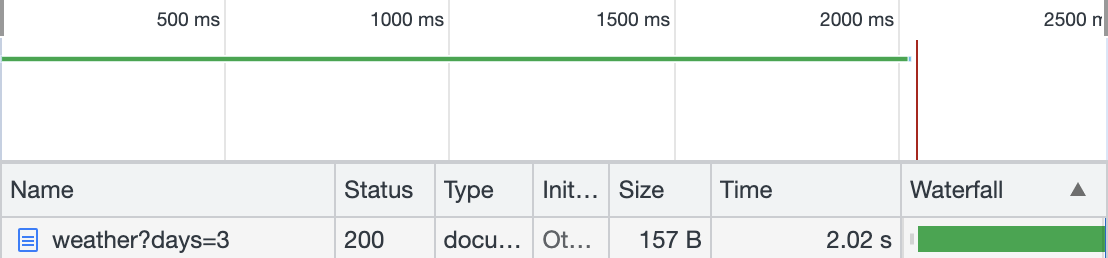 500 ms 1000 ms 1500 ms 2000 ms 2500 m
Name Status Type Init... Size Time Waterfall ▲
weather?days=3 200 docu... Ot... 157 B 2.02 s